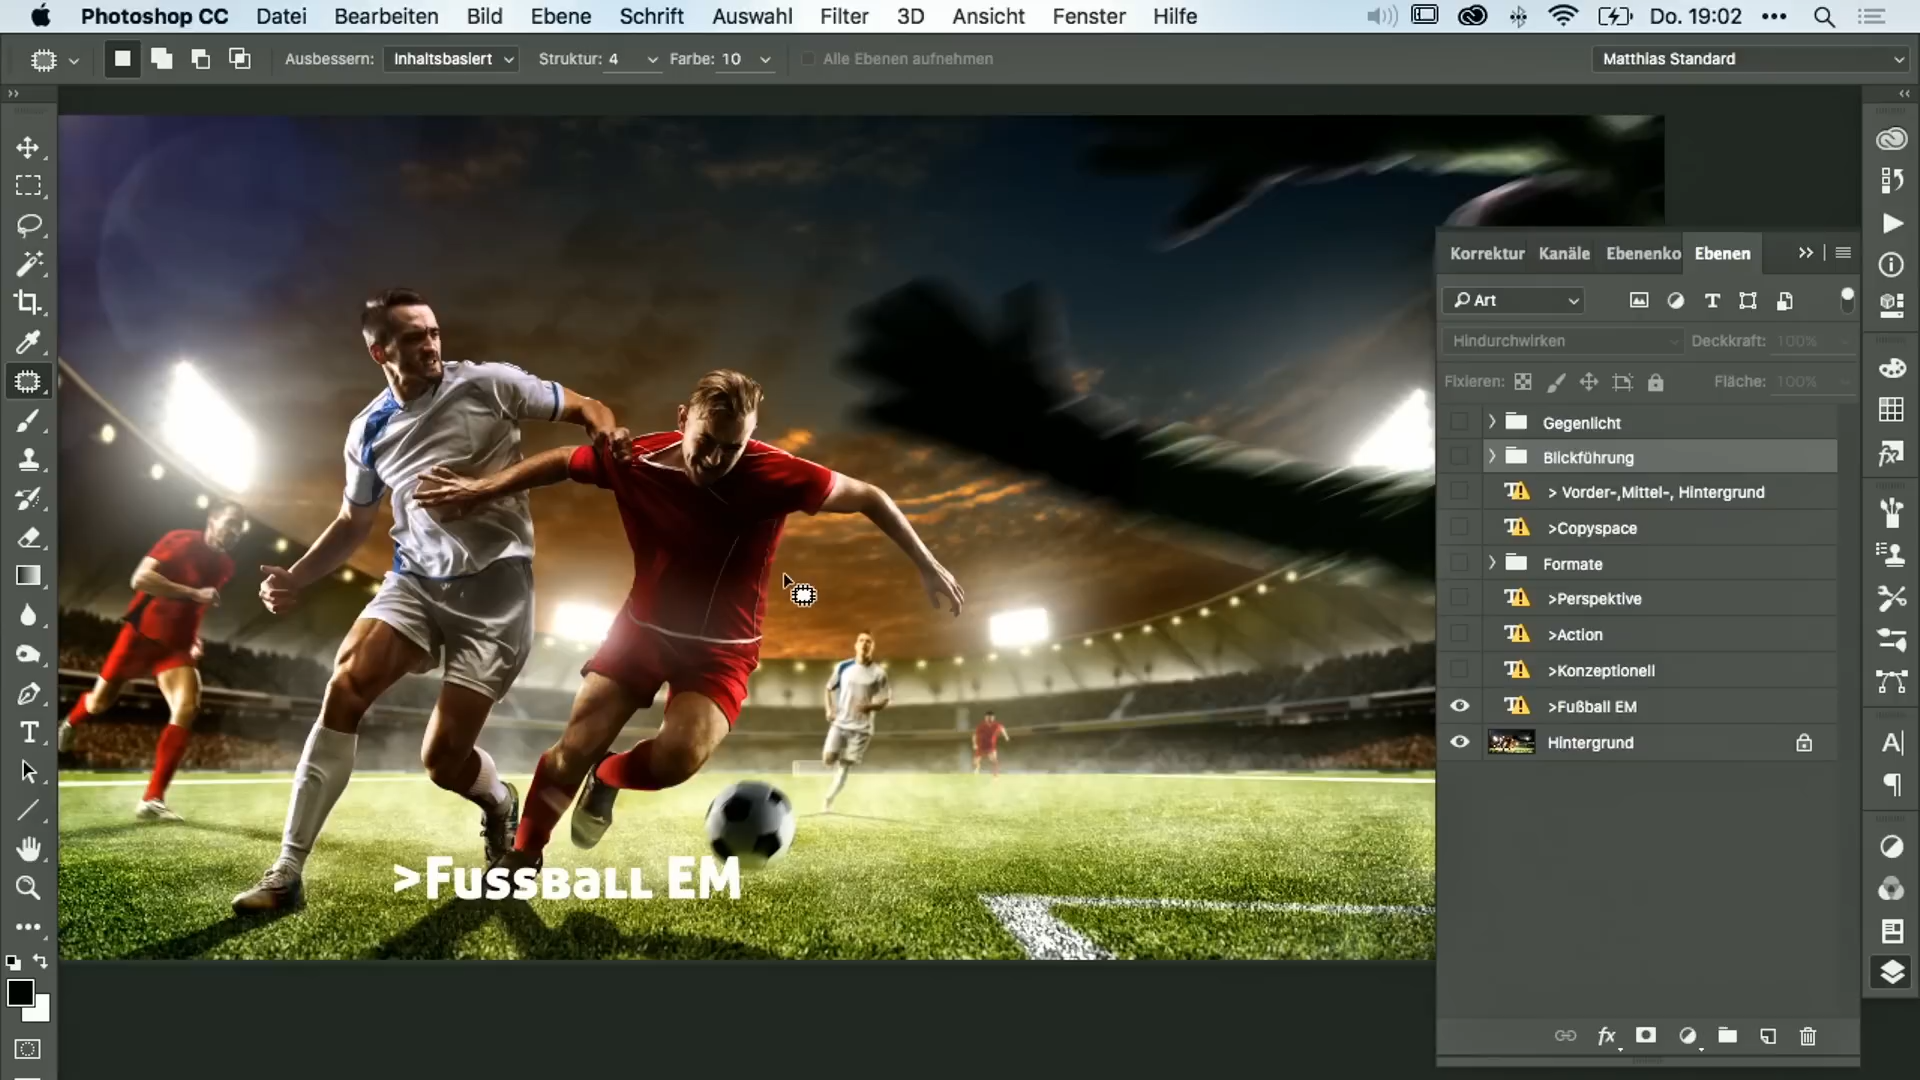 Photoshop CC Datei Bearbeiten Bild Ebene Schrift Auswahl Filter 3D Ansicht Fenster Hilfe Do. 19:02
Ausbessern: Inhaltsbasiert Struktur: 4 Farbe: 10 Alle Ebenen aufnehmen Matthias Standard
Korrektur Kanäle Ebenenko Ebenen
Art
Hindurchwirken Deckkraft: 100%
Fixieren: Fläche: 100%
Gegenlicht
Blickführung
> Vorder-,Mittel-, Hintergrund
>Copyspace
Formate
>Perspektive
>Action
>Konzeptionell
>Fußball EM
Hintergrund
>Fussball EM